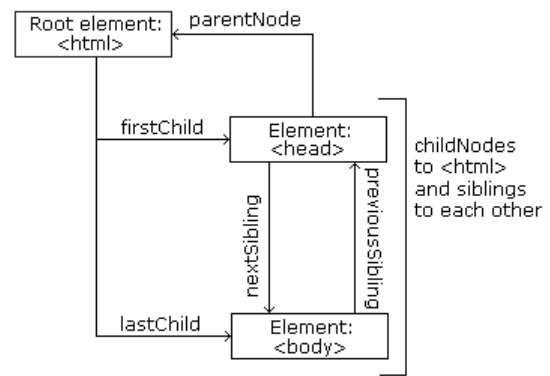 Root element:
<html>
parentNode
firstChild
Element:
<head>
childNodes
to <html>
and siblings
to each other
nextSibling
previousSibling
lastChild
Element:
<body>